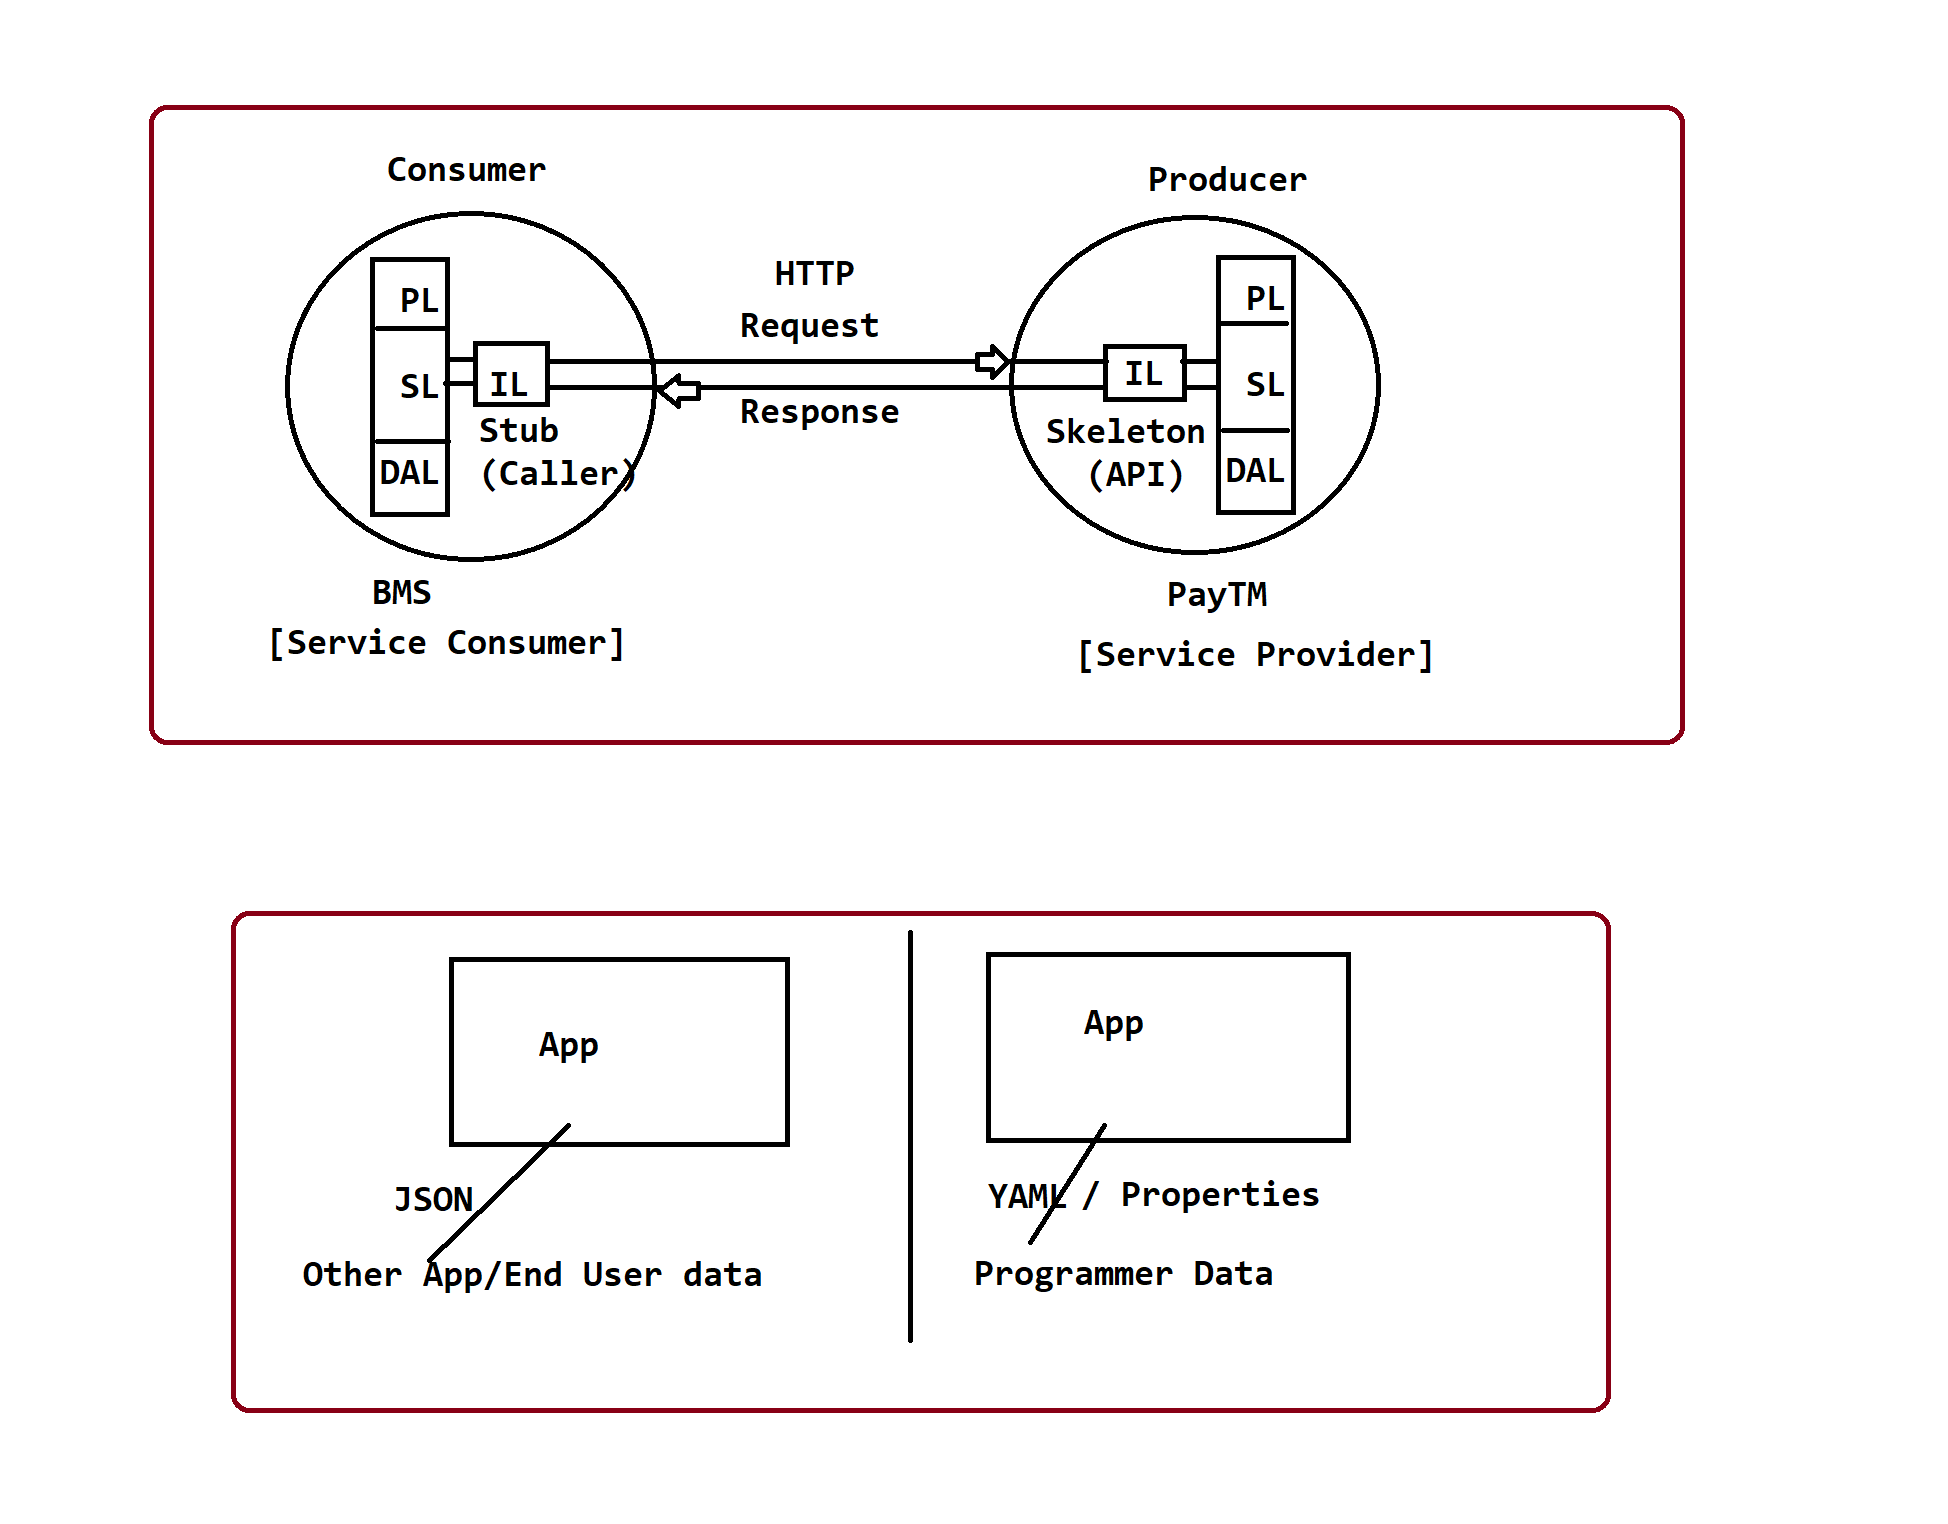 Consumer
Producer
HTTP
Request
Response
PL
SL
DAL
IL
Stub
(Caller)
IL
Skeleton
(API)
PL
SL
DAL
BMS
[Service Consumer]
PayTM
[Service Provider]
App
JSON
Other App/End User data
App
YAML / Properties
Programmer Data